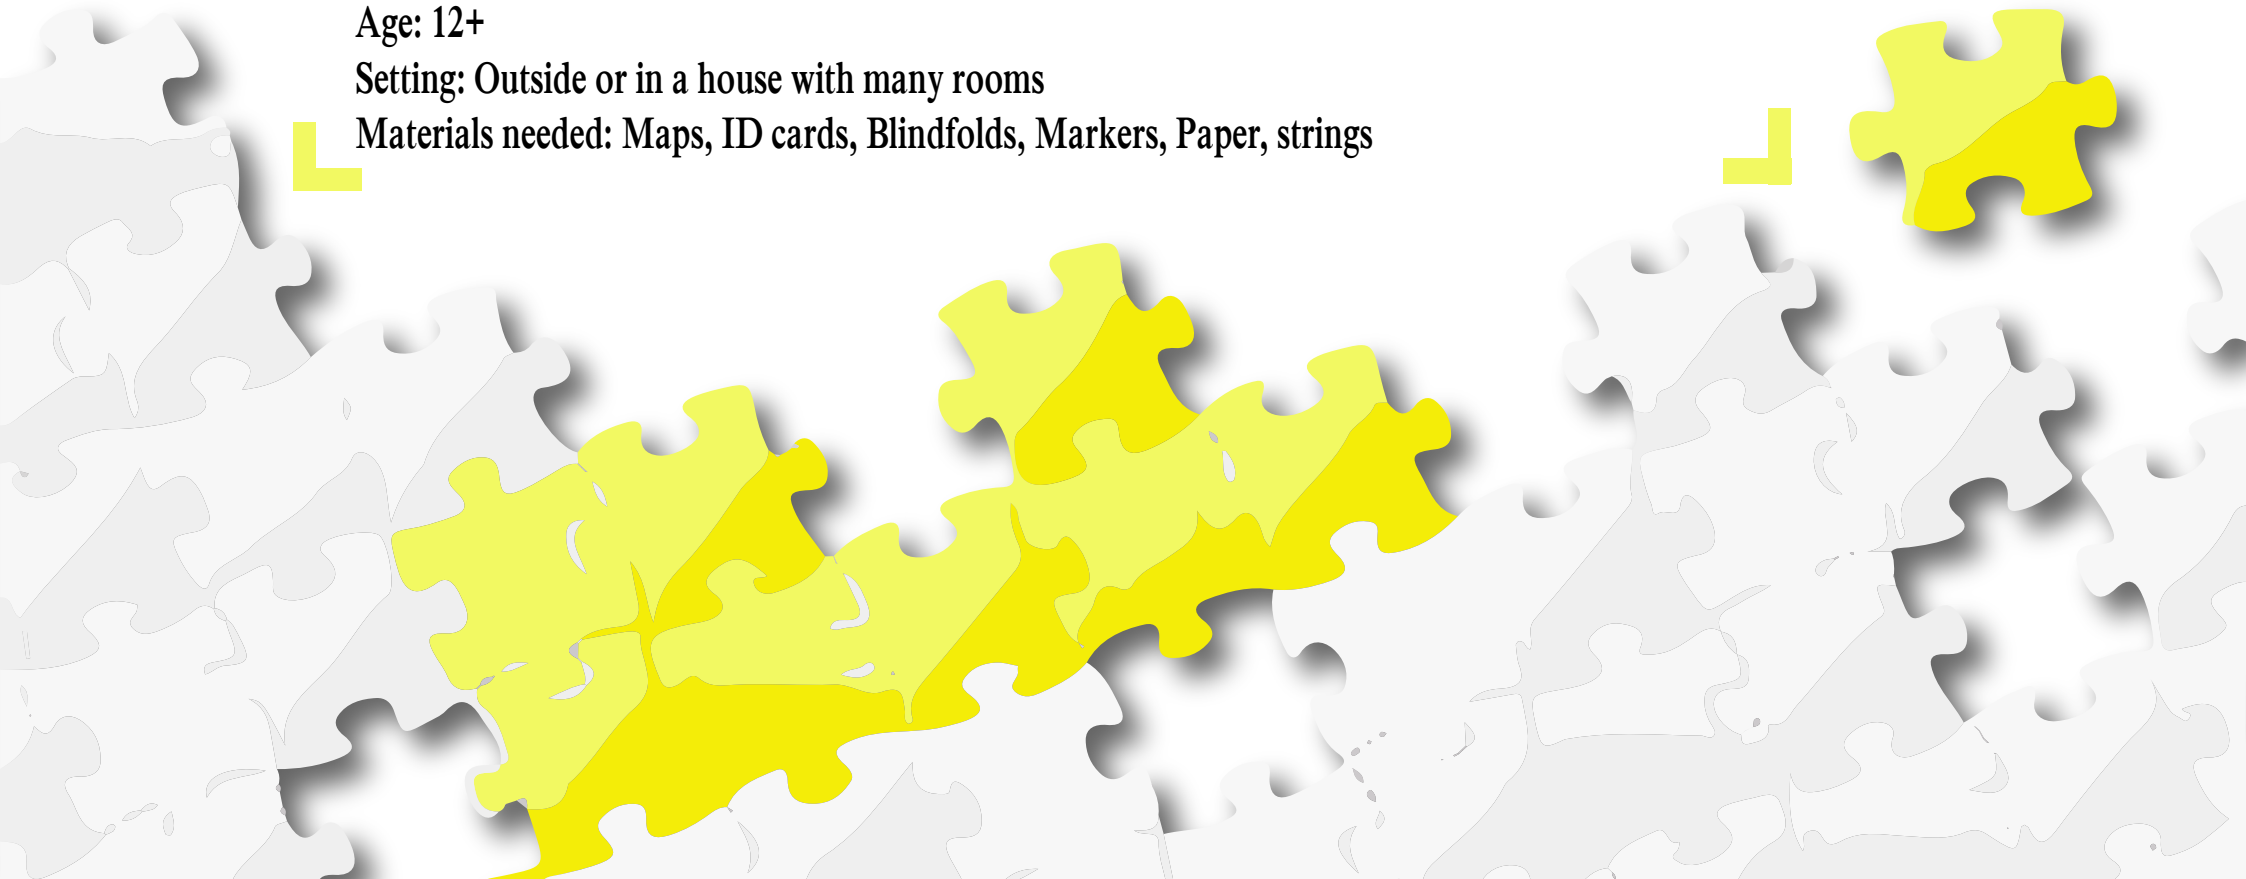 Age: 12+
Setting: Outside or in a house with many rooms
Materials needed: Maps, ID cards, Blindfolds, Markers, Paper, strings